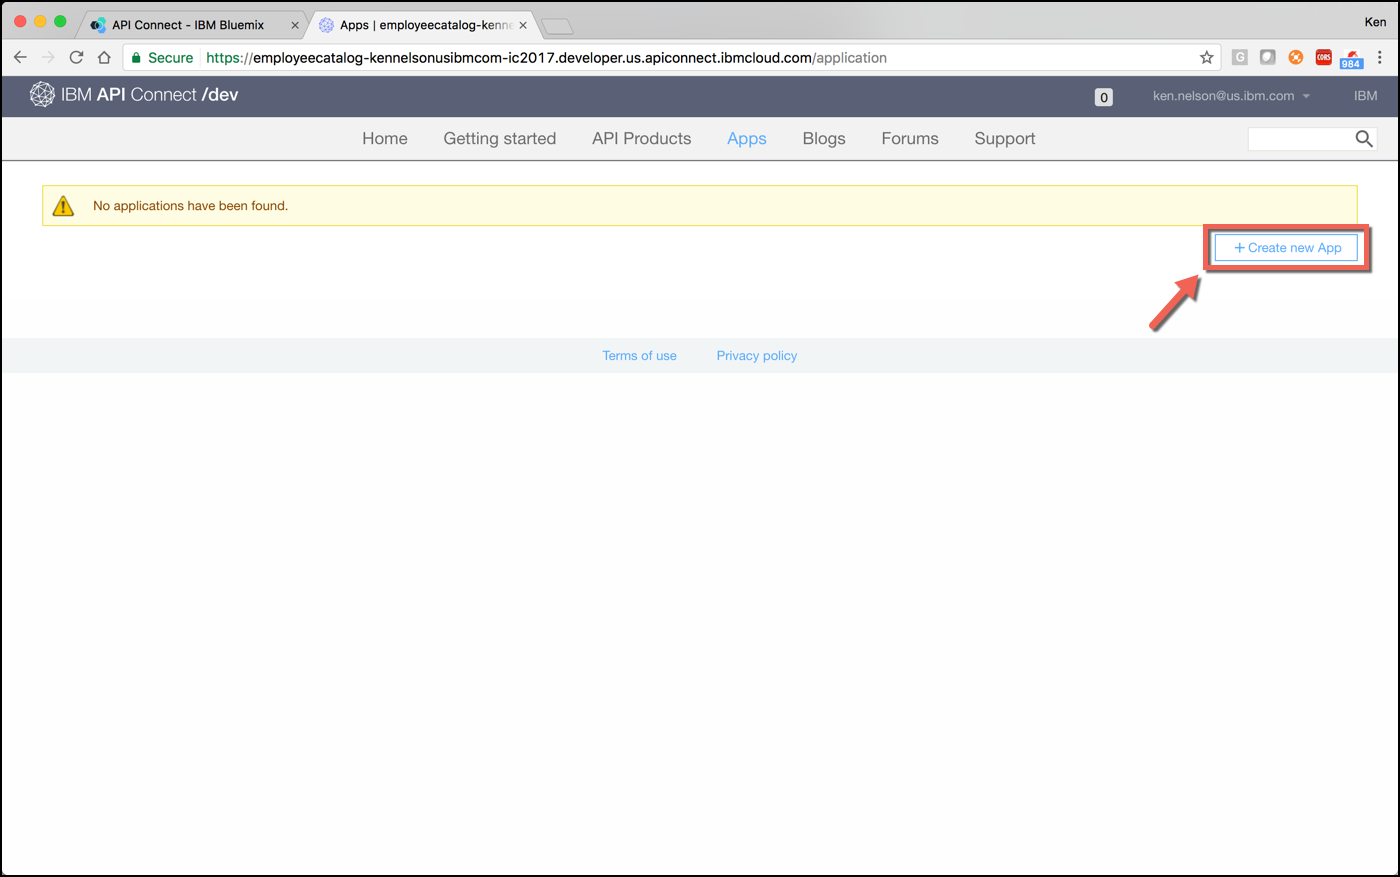 API Connect - IBM Bluemix
Apps | employeecatalog-kenne
Ken
Secure https://employeecatalog-kennelsonusibmcom-ic2017.developer.us.apiconnect.ibmcloud.com/application
G
CORS
984
IBM API Connect /dev
0
ken.nelson@us.ibm.com
IBM
Home Getting started API Products Apps Blogs Forums Support
No applications have been found.
+ Create new App
Terms of use Privacy policy